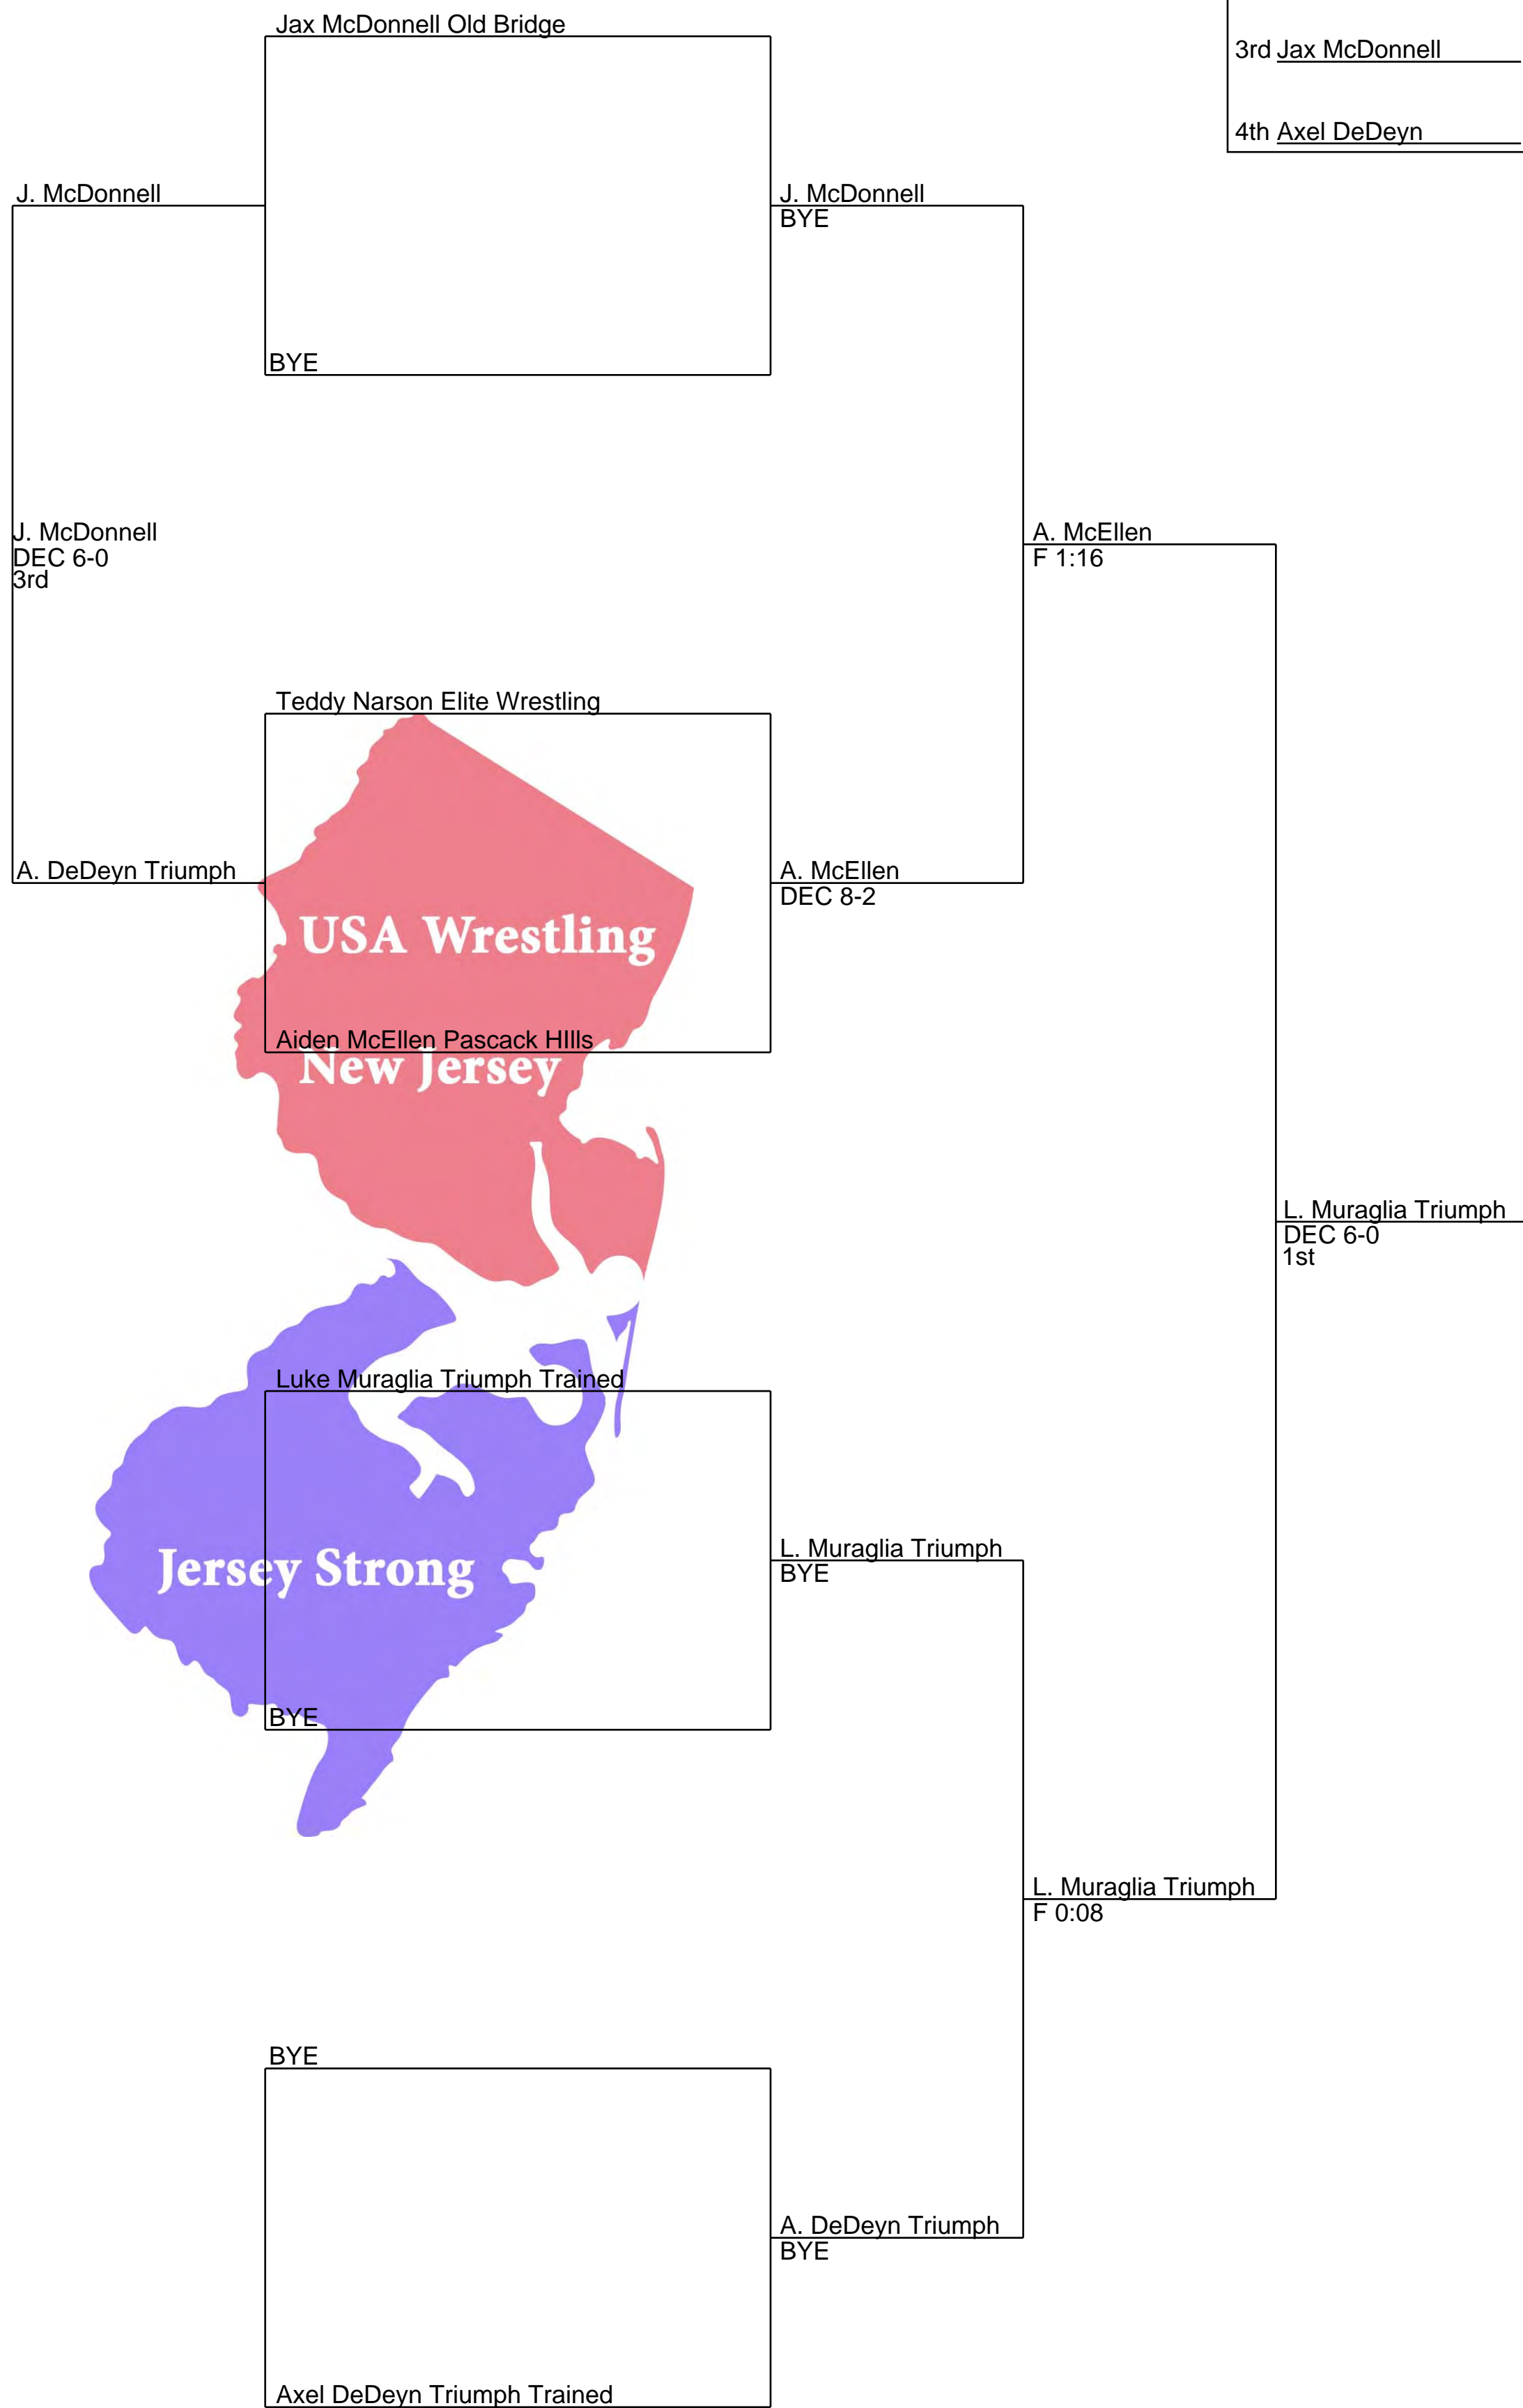 Jax McDonnell Old Bridge
3rd Jax McDonnell
4th Axel DeDeyn
J. McDonnell
J. McDonnell
BYE
BYE
J. McDonnell
DEC 6-0
3rd
A. McEllen
F 1:16
Teddy Narson Elite Wrestling
A. DeDeyn Triumph
A. McEllen
DEC 8-2
USA Wrestling
Aiden McEllen Pascack HIlls
New Jersey
L. Muraglia Triumph
DEC 6-0
1st
Luke Muraglia Triumph Trained
L. Muraglia Triumph
BYE
Jersey Strong
BYE
L. Muraglia Triumph
F 0:08
BYE
A. DeDeyn Triumph
BYE
Axel DeDeyn Triumph Trained